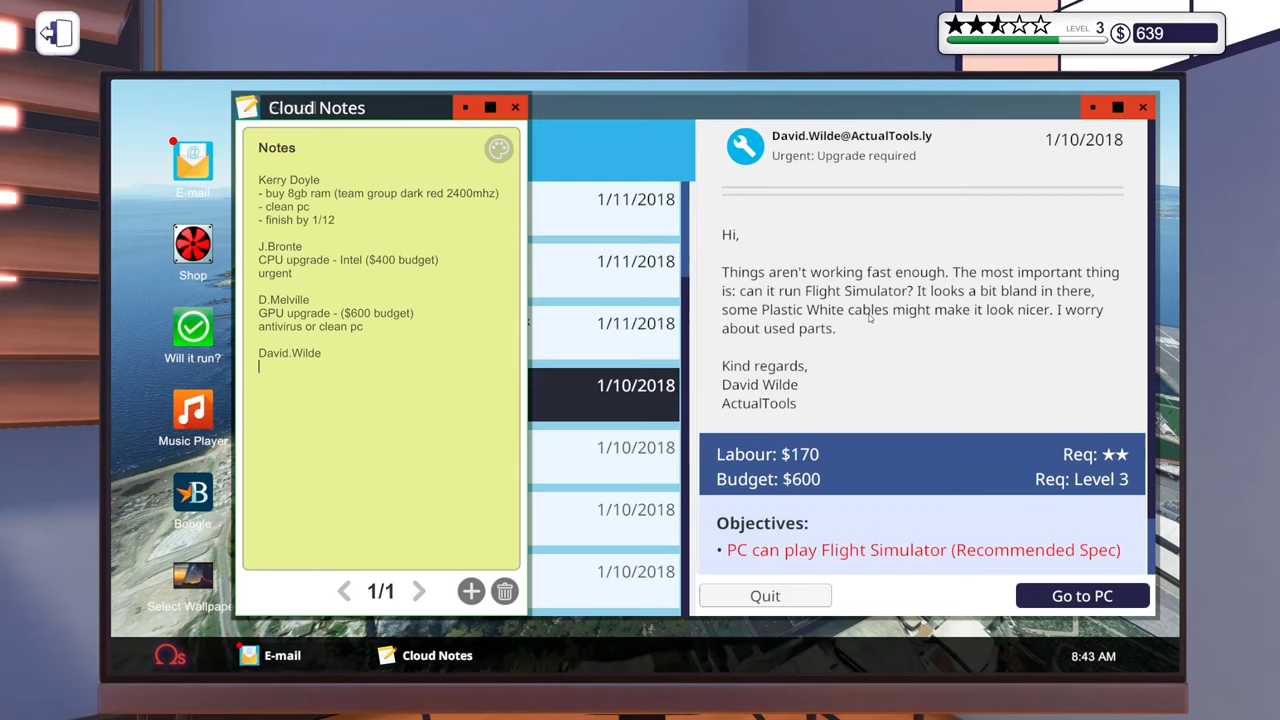 LEVEL 3 $ 639
Cloud Notes
Notes
Kerry Doyle
- buy 8gb ram (team group dark red 2400mhz)
- clean pc
- finish by 1/12
J.Bronte
CPU upgrade - Intel ($400 budget)
urgent
D.Melville
GPU upgrade - ($600 budget)
antivirus or clean pc
David.Wilde
1/1
E-mail
Shop
Will it run?
Music Player
B
Bongle
Select Wallpape
1/11/2018
1/11/2018
1/11/2018
1/10/2018
1/10/2018
1/10/2018
1/10/2018
David.Wilde@ActualTools.ly
Urgent: Upgrade required
1/10/2018
Hi,
Things aren't working fast enough. The most important thing
is: can it run Flight Simulator? It looks a bit bland in there,
some Plastic White cables might make it look nicer. I worry
about used parts.
Kind regards,
David Wilde
ActualTools
Labour: $170
Req: ★★
Budget: $600
Req: Level 3
Objectives:
• PC can play Flight Simulator (Recommended Spec)
Quit
Go to PC
Ωs
E-mail
Cloud Notes
8:43 AM